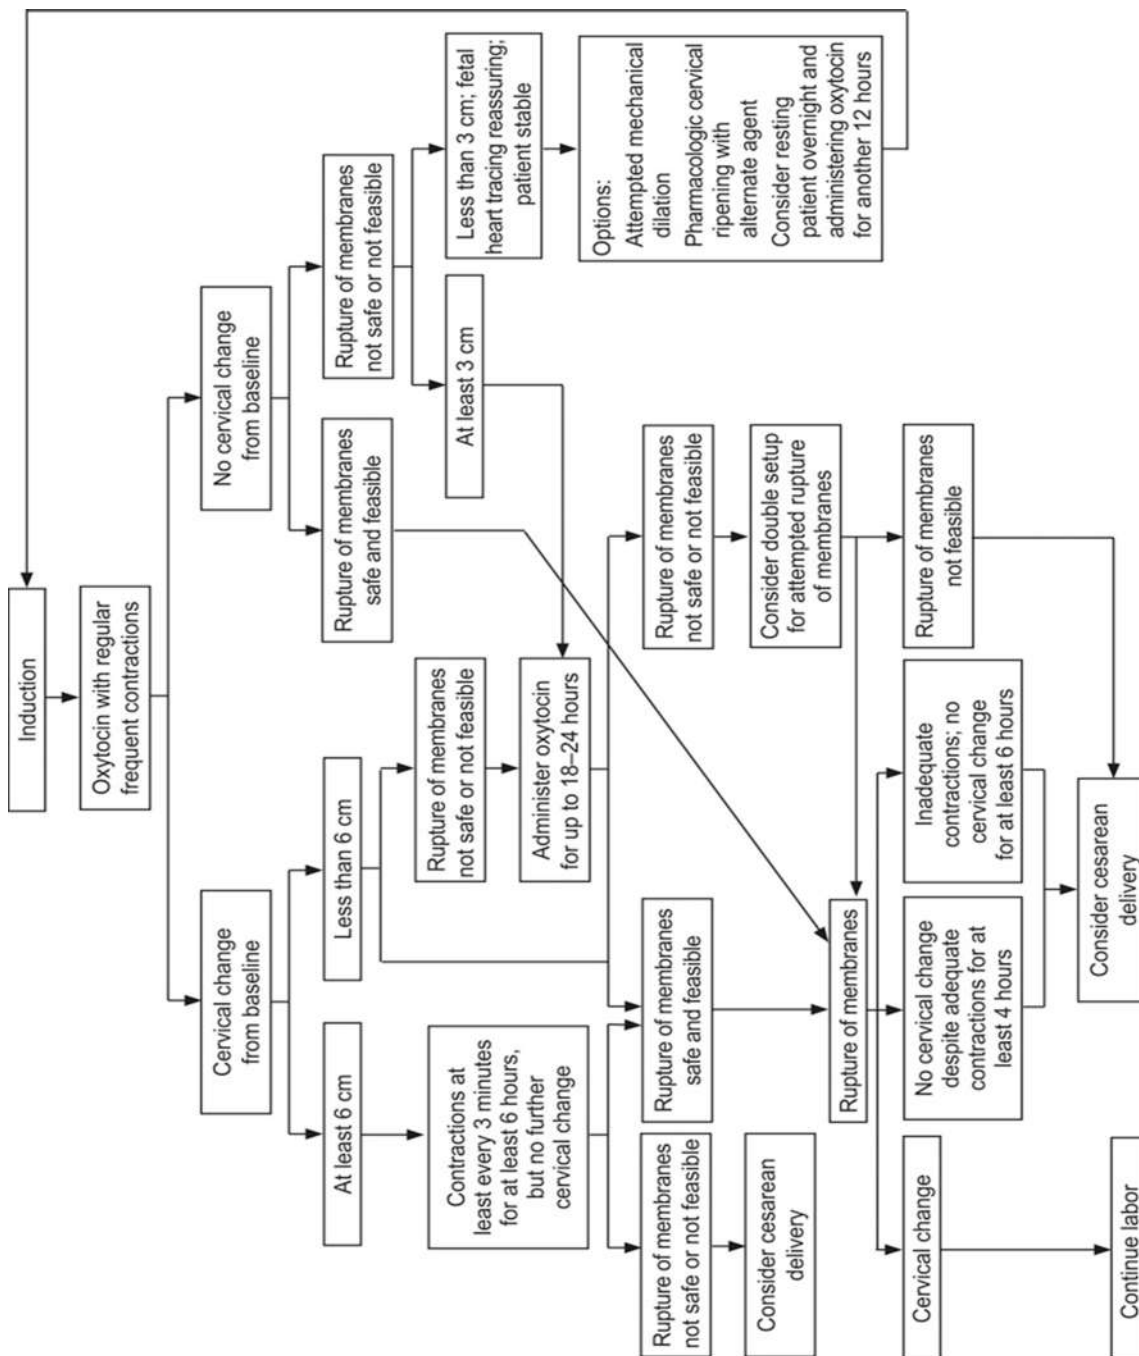 Induction
Oxytocin with regular
frequent contractions
Cervical change
from baseline
No cervical change
from baseline
At least 6 cm
Less than 6 cm
Rupture of membranes
safe and feasible
Rupture of membranes
not safe or not feasible
Contractions at
least every 3 minutes
for at least 6 hours,
but no further
cervical change
Rupture of membranes
not safe or not feasible
Administer oxytocin
for up to 18–24 hours
At least 3 cm
Less than 3 cm; fetal
heart tracing reassuring;
patient stable
Options:
Attempted mechanical
dilation
Pharmacologic cervical
ripening with
alternate agent
Consider resting
patient overnight and
administering oxytocin
for another 12 hours
Rupture of membranes
not safe or not feasible
Rupture of membranes
safe and feasible
Rupture of membranes
not safe or not feasible
Consider cesarean
delivery
Consider double setup
for attempted rupture
of membranes
Rupture of membranes
Rupture of membranes
not feasible
Cervical change
No cervical change
despite adequate
contractions for at
least 4 hours
Inadequate
contractions; no
cervical change
for at least 6 hours
Continue labor
Consider cesarean
delivery